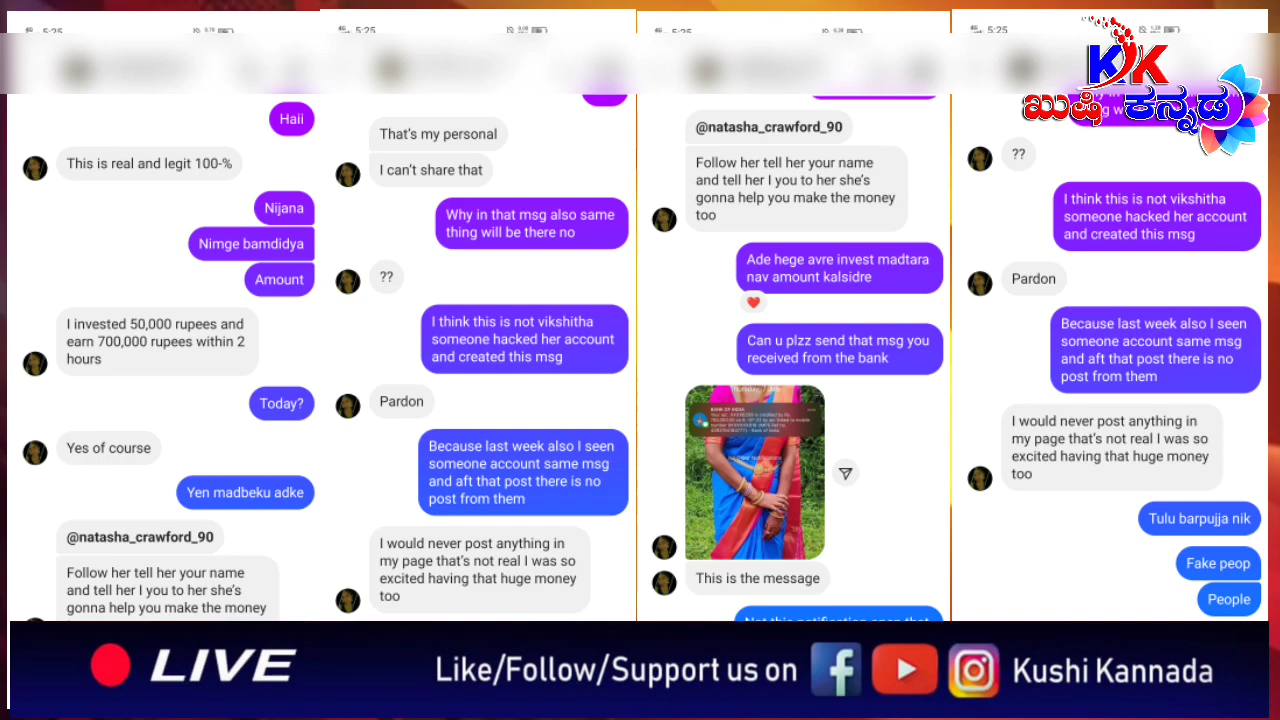 5:25
Haii
This is real and legit 100-%
Nijana
Nimge bamdidya
Amount
I invested 50,000 rupees and
earn 700,000 rupees within 2
hours
Today?
Yes of course
Yen madbeku adke
@natasha_crawford_90
Follow her tell her your name
and tell her I you to her she's
gonna help you make the money
5:25
That's my personal
I can't share that
Why in that msg also same
thing will be there no
??
I think this is not vikshitha
someone hacked her account
and created this msg
Pardon
Because last week also I seen
someone account same msg
and aft that post there is no
post from them
I would never post anything in
my page that's not real I was so
excited having that huge money
too
5:25
@natasha_crawford_90
Follow her tell her your name
and tell her I you to her she's
gonna help you make the money
too
Ade hege avre invest madtara
nav amount kalsidre
Can u plzz send that msg you
received from the bank
BANK OF INDIA
This is the message
Not this notification open that
5:25
KK
ಖುಷಿ ಕನ್ನಡ
??
I think this is not vikshitha
someone hacked her account
and created this msg
Pardon
Because last week also I seen
someone account same msg
and aft that post there is no
post from them
I would never post anything in
my page that's not real I was so
excited having that huge money
too
Tulu barpujja nik
Fake peop
People
LIVE
Like/Follow/Support us on
Kushi Kannada